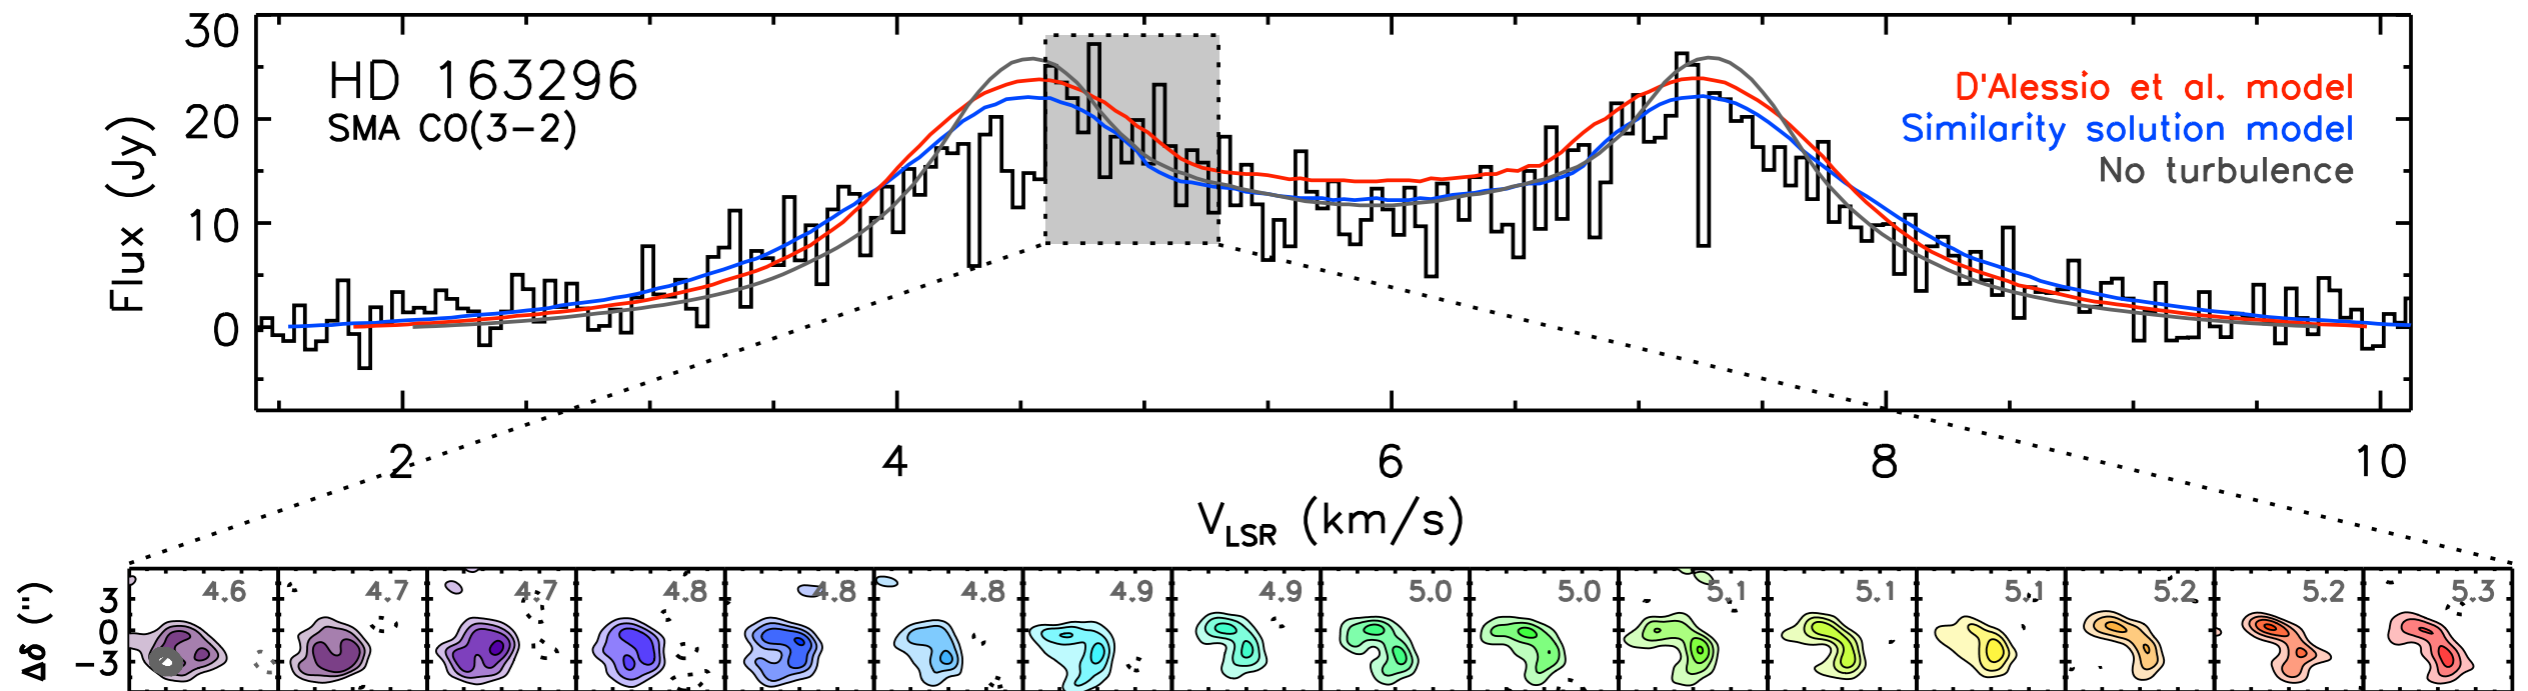 30
20
10
0
Flux (Jy)
HD 163296
SMA CO(3-2)
D'Alessio et al. model
Similarity solution model
No turbulence
2 4 6 8 10
V_LSR (km/s)
Δδ (")
3
0
-3
4.6 4.7 4.7 4.8 4.8 4.8 4.9 4.9 5.0 5.0 5.1 5.1 5.1 5.2 5.2 5.3